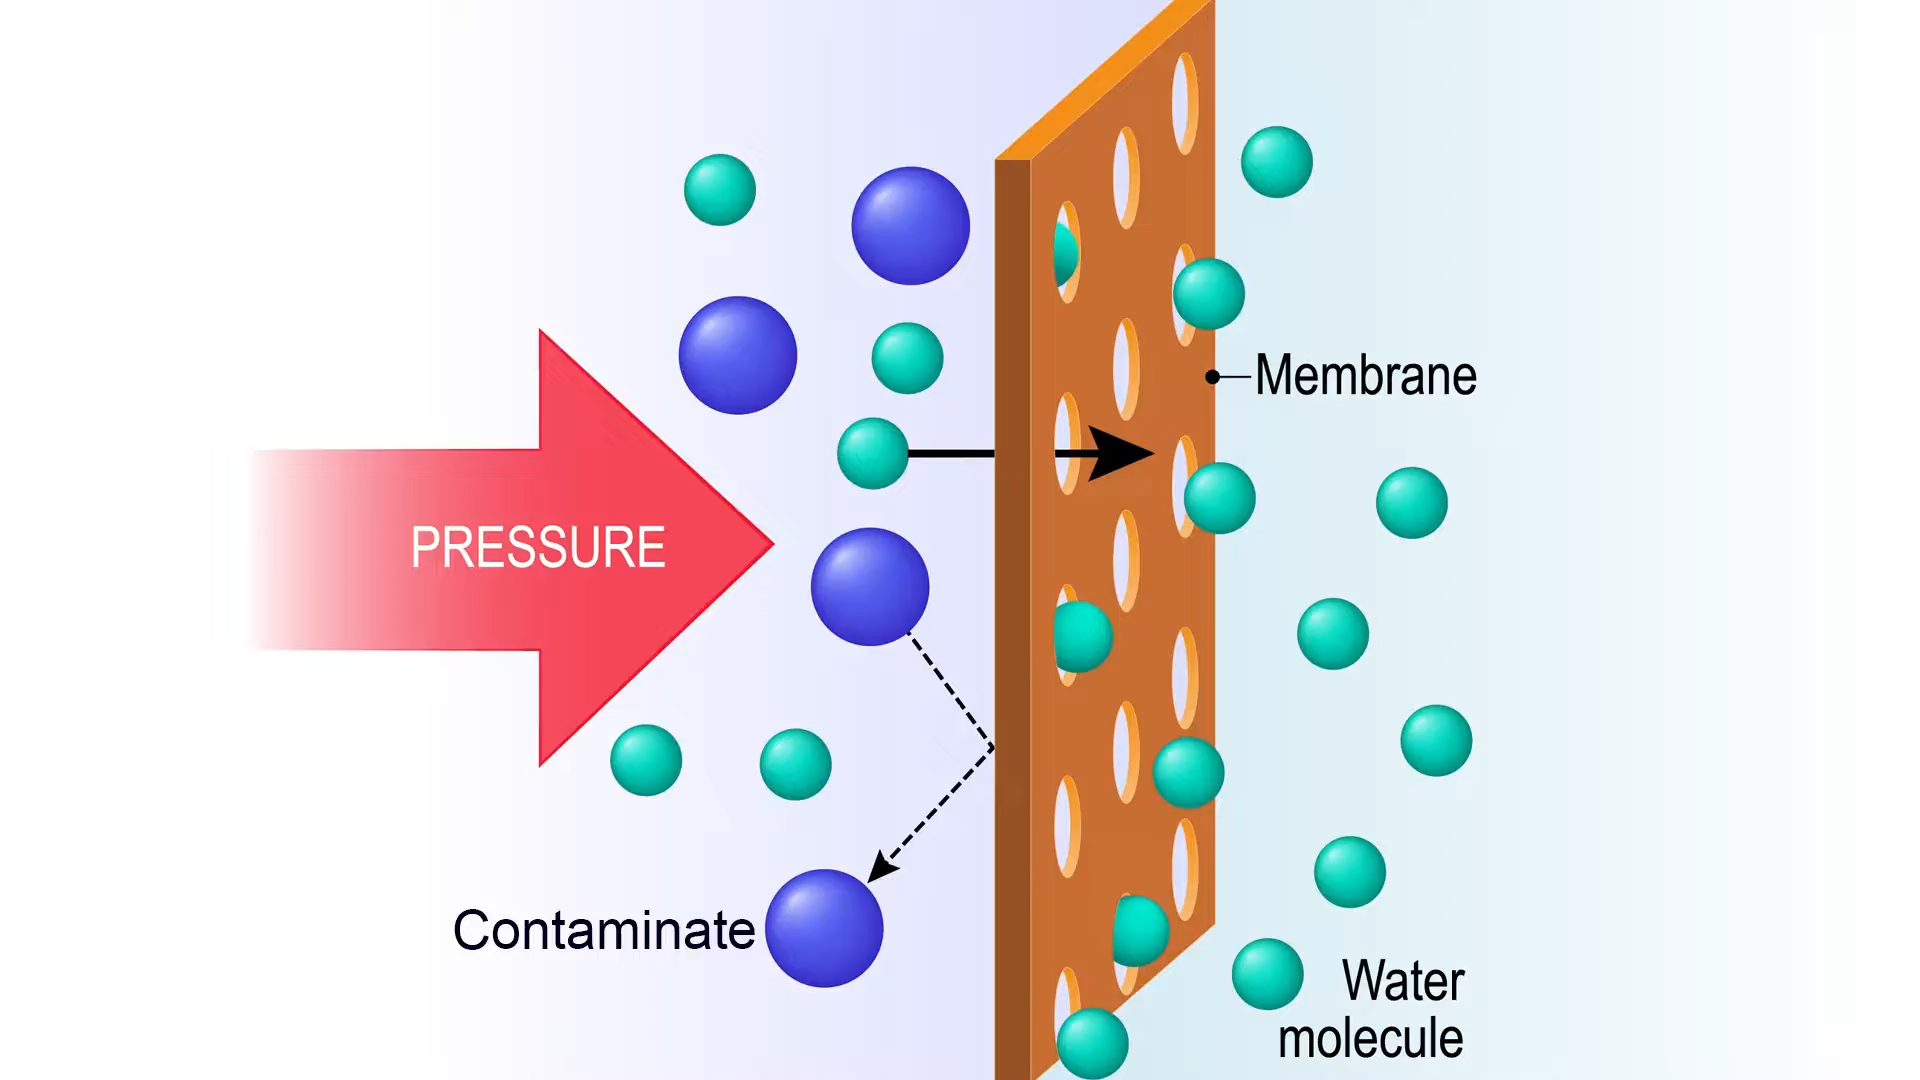 Membrane
PRESSURE
Contaminate
Water
molecule